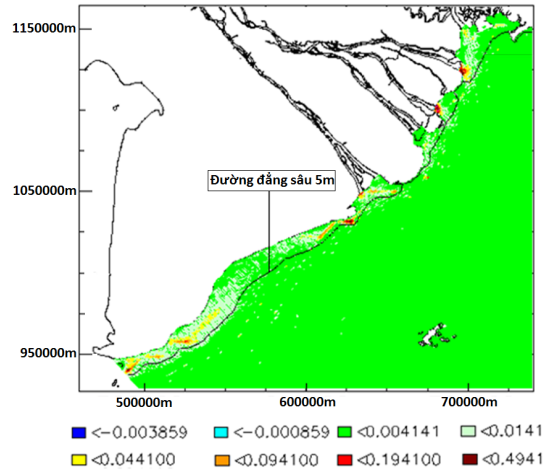 1150000m
Đường đẳng sâu 5m
1050000m
950000m
500000m 600000m 700000m
<-0.003859 <-0.000859 <0.004141 <0.0141
<0.044100 <0.094100 <0.194100 <0.4941